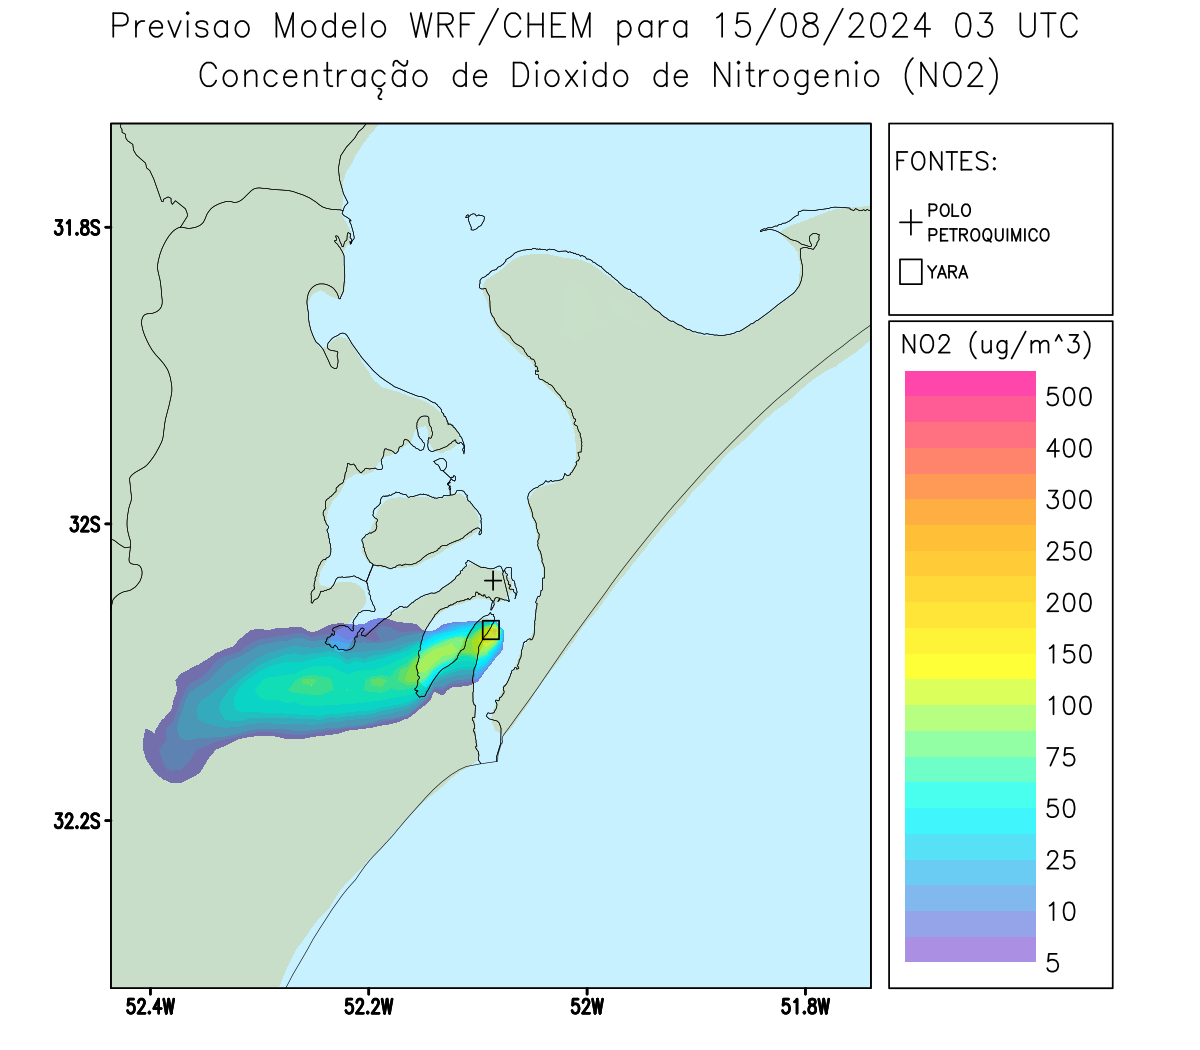 Previsao Modelo WRF/CHEM para 15/08/2024 03 UTC
Concentração de Dioxido de Nitrogenio (NO2)
FONTES:
POLO
PETROQUIMICO
YARA
NO2 (ug/m^3)
500
400
300
250
200
150
100
75
50
25
10
5
31.8S
32S
32.2S
52.4W
52.2W
52W
51.8W